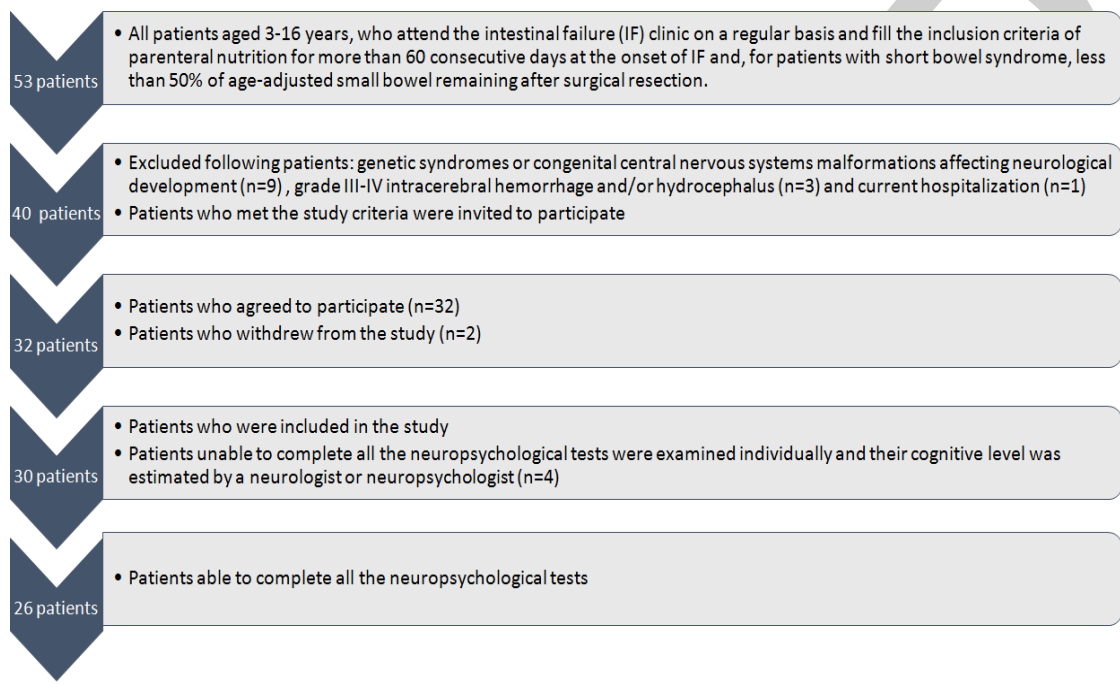 53 patients
• All patients aged 3-16 years, who attend the intestinal failure (IF) clinic on a regular basis and fill the inclusion criteria of
parenteral nutrition for more than 60 consecutive days at the onset of IF and, for patients with short bowel syndrome, less
than 50% of age-adjusted small bowel remaining after surgical resection.
40 patients
• Excluded following patients: genetic syndromes or congenital central nervous systems malformations affecting neurological
development (n=9) , grade III-IV intracerebral hemorrhage and/or hydrocephalus (n=3) and current hospitalization (n=1)
• Patients who met the study criteria were invited to participate
32 patients
• Patients who agreed to participate (n=32)
• Patients who withdrew from the study (n=2)
30 patients
• Patients who were included in the study
• Patients unable to complete all the neuropsychological tests were examined individually and their cognitive level was
estimated by a neurologist or neuropsychologist (n=4)
26 patients
• Patients able to complete all the neuropsychological tests